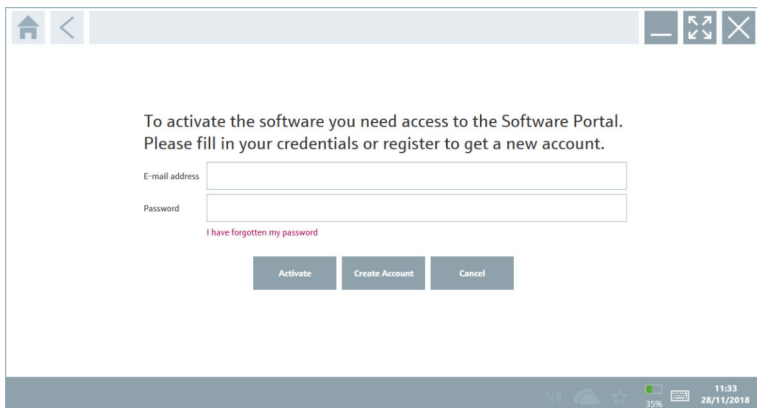 To activate the software you need access to the Software Portal.
Please fill in your credentials or register to get a new account.
E-mail address
Password
I have forgotten my password
Activate Create Account Cancel
35%
11:33
28/11/2018